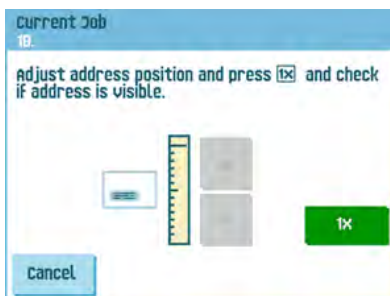 Current Job
10.
Adjust address position and press 1x and check
if address is visible.
1x
Cancel